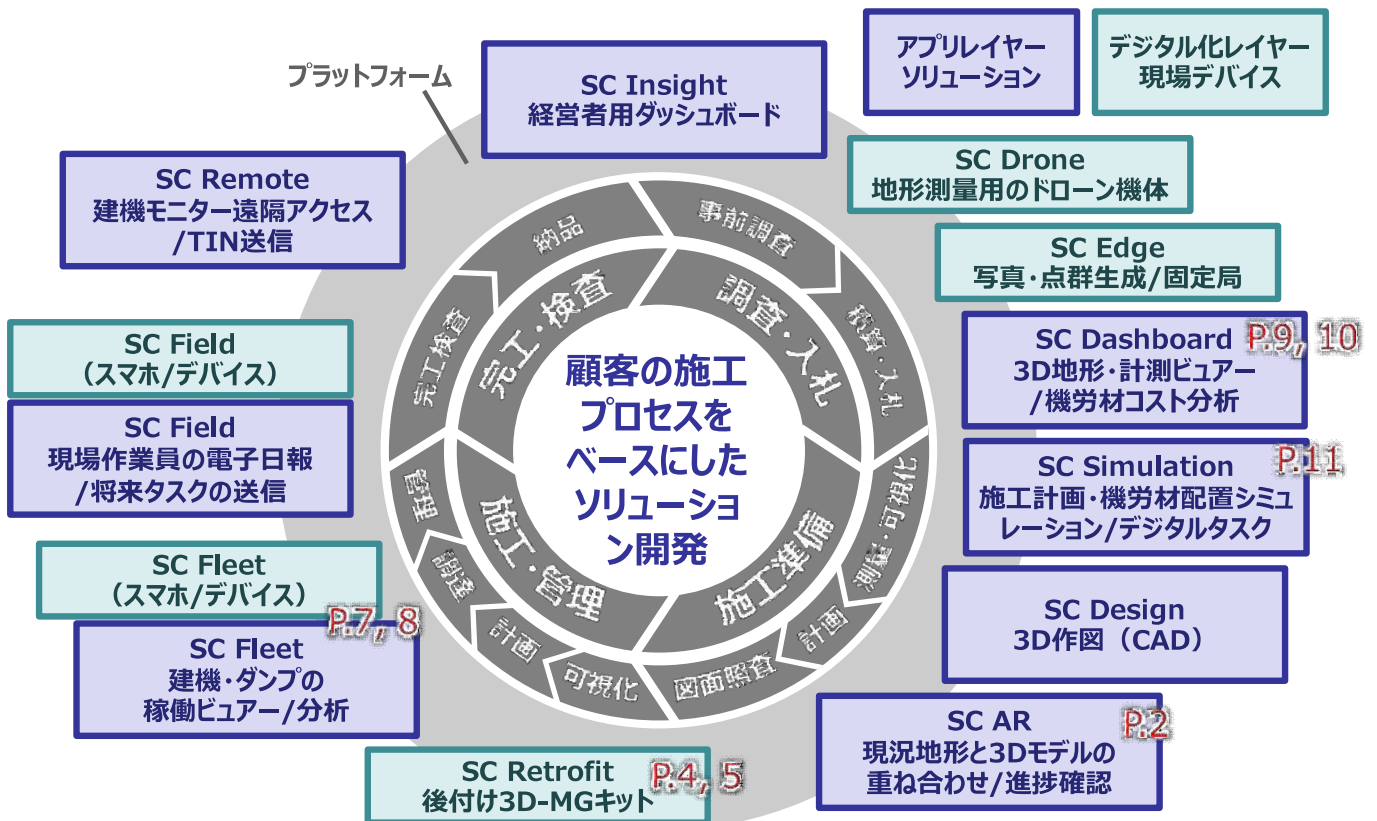 プラットフォーム
SC Insight
経営者用ダッシュボード
アプリレイヤー
ソリューション
デジタル化レイヤー
現場デバイス
SC Remote
建機モニター遠隔アクセス
/TIN送信
SC Drone
地形測量用のドローン機体
SC Edge
写真・点群生成/固定局
SC Dashboard P.9, 10
3D地形・計測ビュアー
/機労材コスト分析
SC Simulation P.11
施工計画・機労材配置シミュ
レーション/デジタルタスク
SC Design
3D作図（CAD）
SC AR P.2
現況地形と3Dモデルの
重ね合わせ/進捗確認
SC Retrofit P.4, 5
後付け3D-MGキット
SC Field
（スマホ/デバイス）
SC Field
現場作業員の電子日報
/将来タスクの送信
SC Fleet
（スマホ/デバイス）
P.7, 8
SC Fleet
建機・ダンプの
稼働ビュアー/分析
事前調査
積算・入札
測量・可視化
計画
図面照査
可視化
計画
調達
完工検査
納品
調査・入札
施工準備
施工・管理
完工・検査
顧客の施工
プロセスを
ベースにした
ソリューショ
ン開発